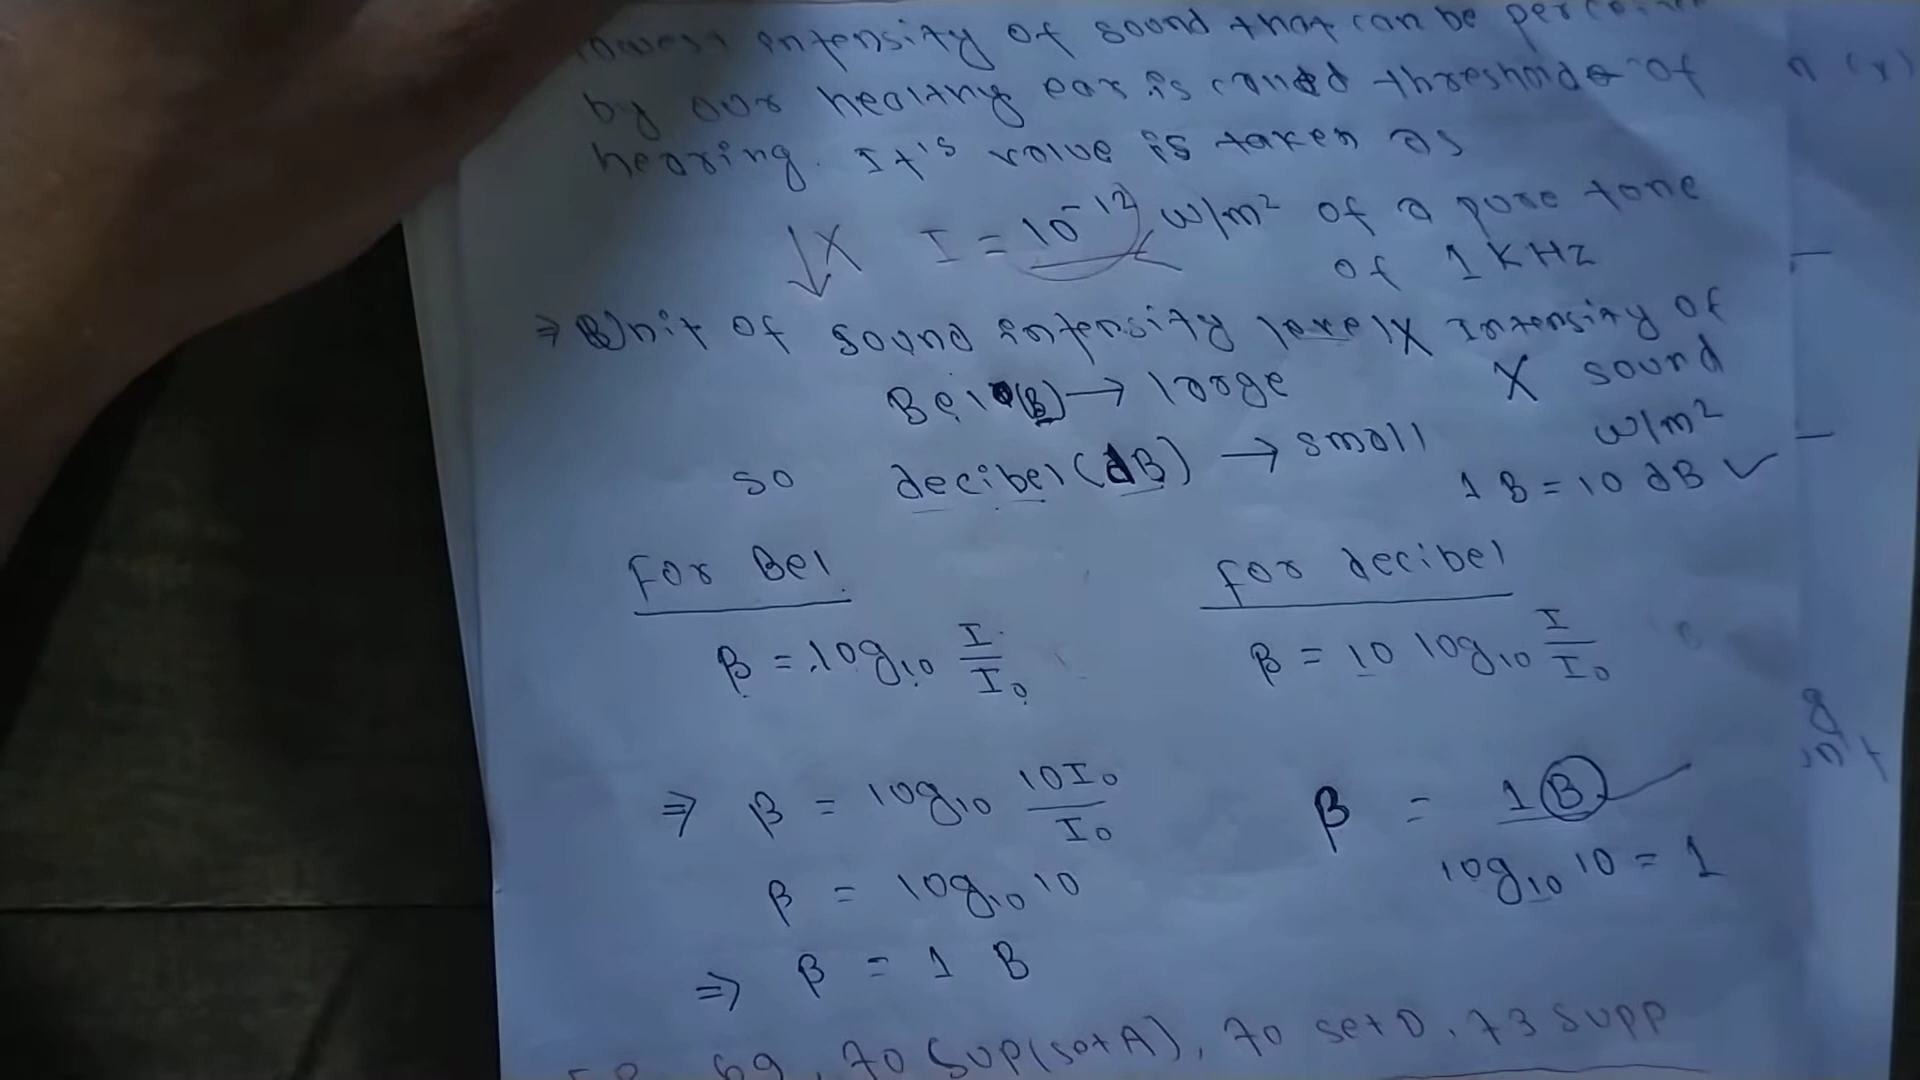 lowest intensity of sound that can be perceive
by our healthy ear is called threshold of
hearing. It's value is taken as
I = 10⁻¹² W/m² of a pure tone
of 1 KHz
⇒ Unit of sound intensity level X Intensity of
X sound
Bel (B) → large
W/m²
so decibel (dB) → small
1 B = 10 dB ✓
For Bel
β = log₁₀ I/I₀
⇒ β = log₁₀ 10I₀/I₀
β = log₁₀ 10
⇒ β = 1 B
for decibel
β = 10 log₁₀ I/I₀
β = 1 B
log₁₀ 10 = 1
69, 70 Sup (set A), 70 set D, 73 supp